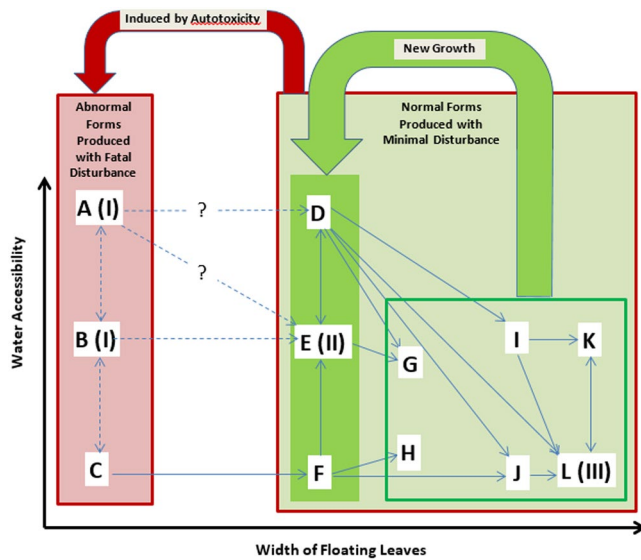 Induced by Autotoxicity
New Growth
Abnormal
Forms
Produced
with Fatal
Disturbance
Normal Forms
Produced with
Minimal Disturbance
A (I)
?
D
?
B (I)
E (II)
G
I
K
C
F
H
J
L (III)
Water Accessibility
Width of Floating Leaves